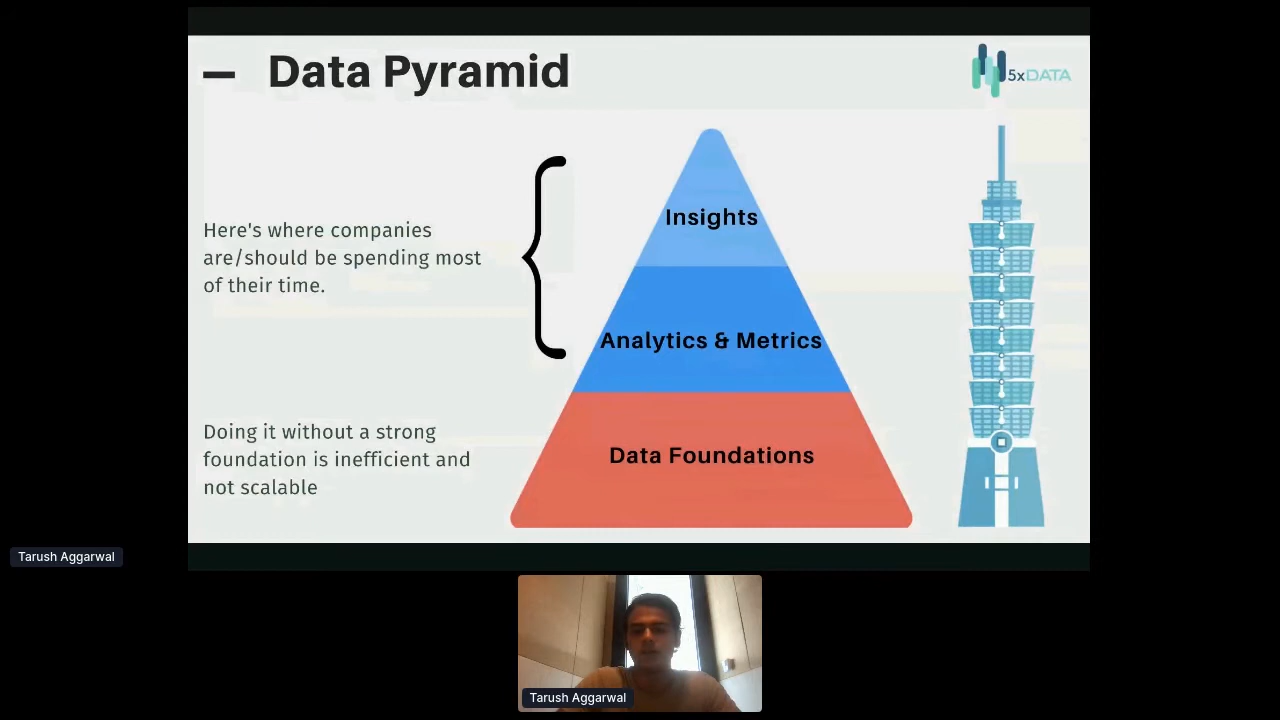 — Data Pyramid
5xDATA
Here's where companies
are/should be spending most
of their time.
Insights
Analytics & Metrics
Doing it without a strong
foundation is inefficient and
not scalable
Data Foundations
Tarush Aggarwal
Tarush Aggarwal